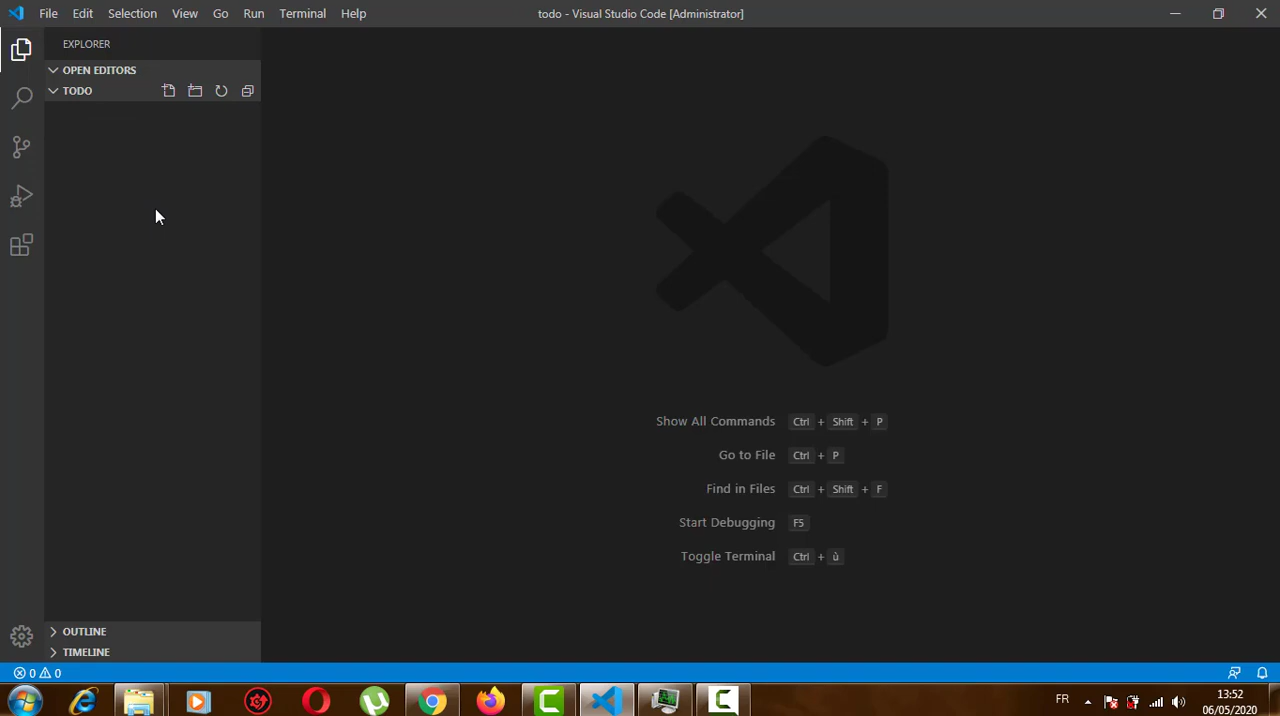 File Edit Selection View Go Run Terminal Help todo - Visual Studio Code [Administrator]
EXPLORER
OPEN EDITORS
TODO
Show All Commands Ctrl + Shift + P
Go to File Ctrl + P
Find in Files Ctrl + Shift + F
Start Debugging F5
Toggle Terminal Ctrl + ù
OUTLINE
TIMELINE
0 0
FR
13:52
06/05/2020